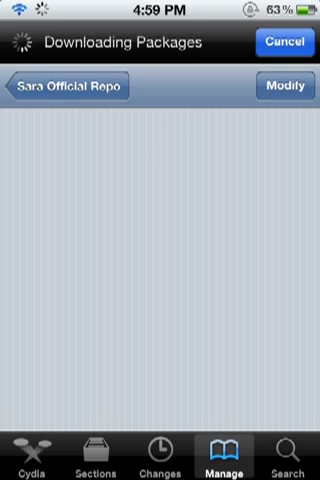 4:59 PM 63%
Downloading Packages Cancel
Sara Official Repo Modify
Cydia Sections Changes Manage Search